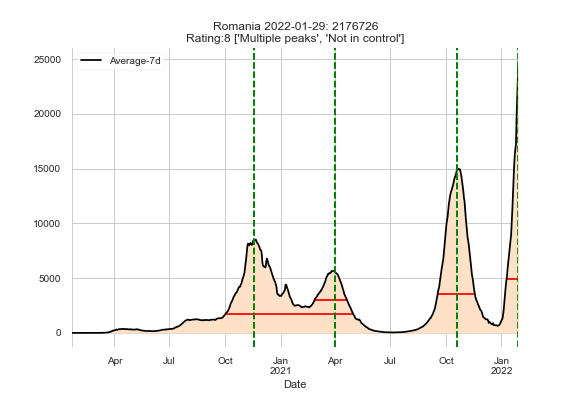 Romania 2022-01-29: 2176726
Rating:8 ['Multiple peaks', 'Not in control']
Average-7d
25000
20000
15000
10000
5000
0
Apr Jul Oct Jan Apr Jul Oct Jan
2021 2022
Date